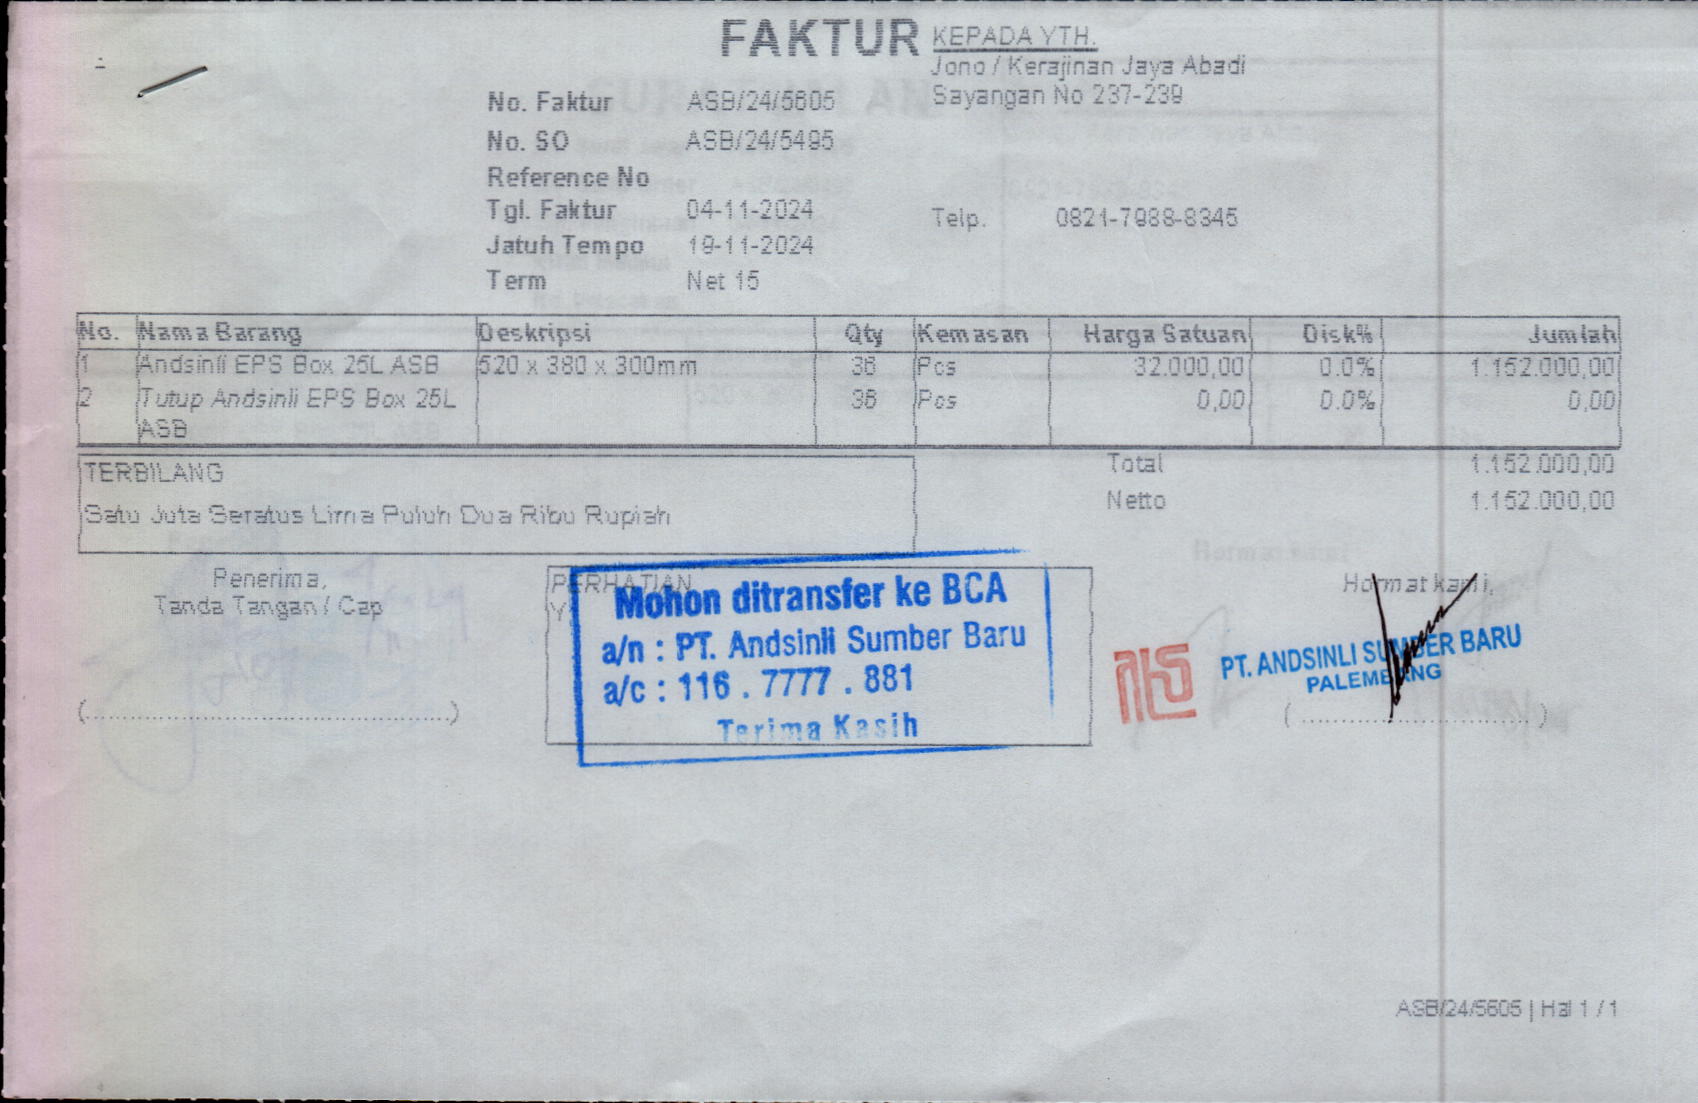 FAKTUR
KEPADA YTH.
Jono / Kerajinan Jaya Abadi
Sayangan No 237-239
No. Faktur ASB/24/5605
No. SO ASB/24/5495
Reference No
Tgl. Faktur 04-11-2024
Telp. 0821-7988-8345
Jatuh Tempo 19-11-2024
Term Net 15
No. Nama Barang Deskripsi Qty Kemasan Harga Satuan Disk% Jumlah
1 Andsinli EPS Box 25L ASB 520 x 380 x 300mm 36 Pcs 32.000,00 0.0% 1.152.000,00
2 Tutup Andsinli EPS Box 25L 36 Pcs 0,00 0.0% 0,00
ASB
TERBILANG
Satu Juta Seratus Lima Puluh Dua Ribu Rupiah
Total 1.152.000,00
Netto 1.152.000,00
Penerima,
Tanda Tangan / Cap
(........................................................)
PERHATIAN
Mohon ditransfer ke BCA
a/n : PT. Andsinli Sumber Baru
a/c : 116 . 7777 . 881
Terima Kasih
Hormat kami,
PT. ANDSINLI SUMBER BARU
PALEMBANG
(....................................)
ASB/24/5605 | Hal 1 / 1